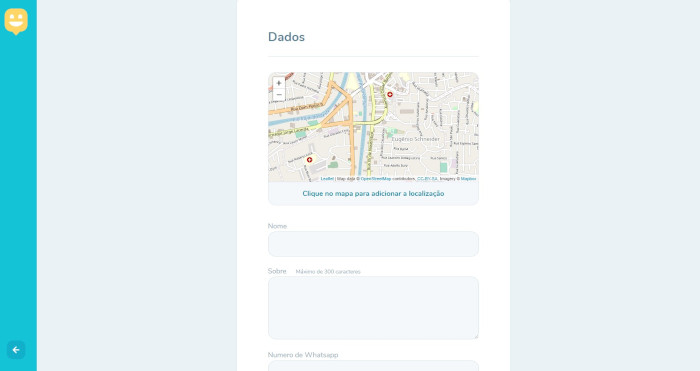 Dados
+
−
Eugênio Schneider
Leaflet | Map data © OpenStreetMap contributors, CC-BY-SA, Imagery © Mapbox
Clique no mapa para adicionar a localização
Nome
Sobre Máximo de 300 caracteres
Numero de Whatsapp